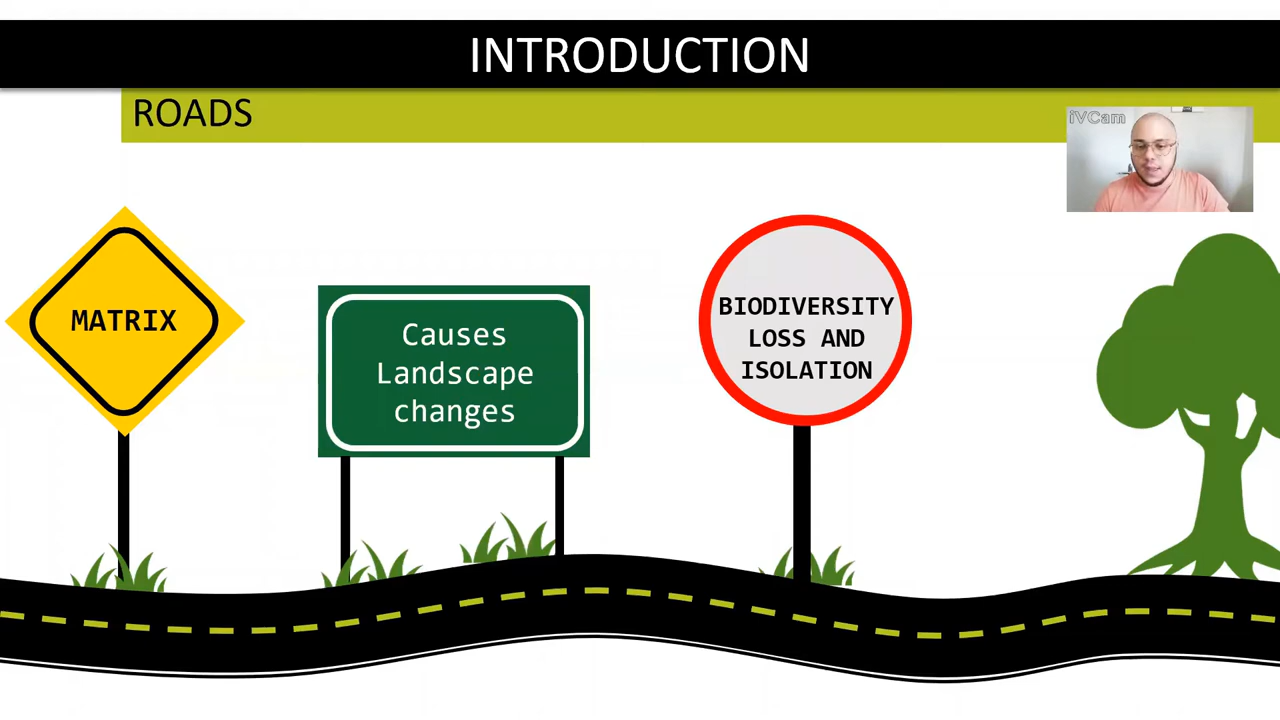 INTRODUCTION
ROADS
iVCam
MATRIX
Causes
Landscape
changes
BIODIVERSITY
LOSS AND
ISOLATION